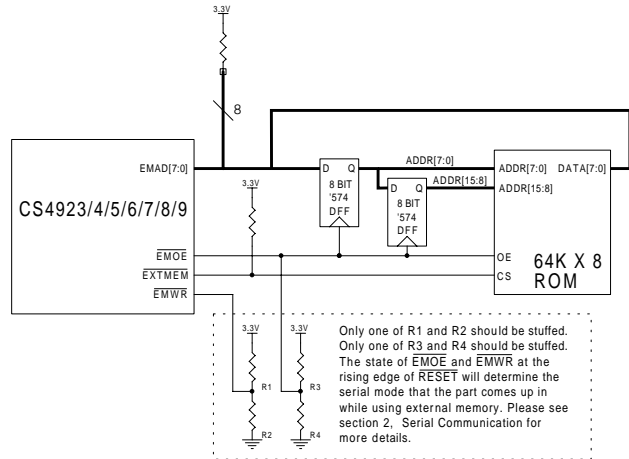 3.3V
8
EMAD[7:0]
ADDR[7:0]
ADDR[7:0] DATA[7:0]
D Q
8 BIT
'574
DFF
ADDR[15:8]
ADDR[15:8]
D Q
8 BIT
'574
DFF
3.3V
CS4923/4/5/6/7/8/9
EMOE
EXTMEM
EMWR
OE
CS
64K X 8
ROM
3.3V
3.3V
R1
R3
R2
R4
Only one of R1 and R2 should be stuffed.
Only one of R3 and R4 should be stuffed.
The state of EMOE and EMWR at the
rising edge of RESET will determine the
serial mode that the part comes up in
while using external memory. Please see
section 2, Serial Communication for
more details.